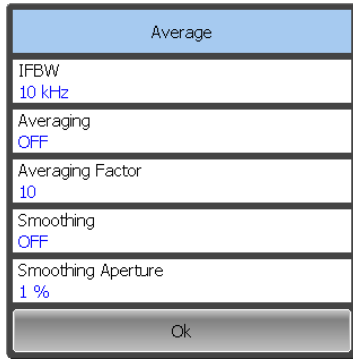 Average
IFBW
10 kHz
Averaging
OFF
Averaging Factor
10
Smoothing
OFF
Smoothing Aperture
1 %
Ok